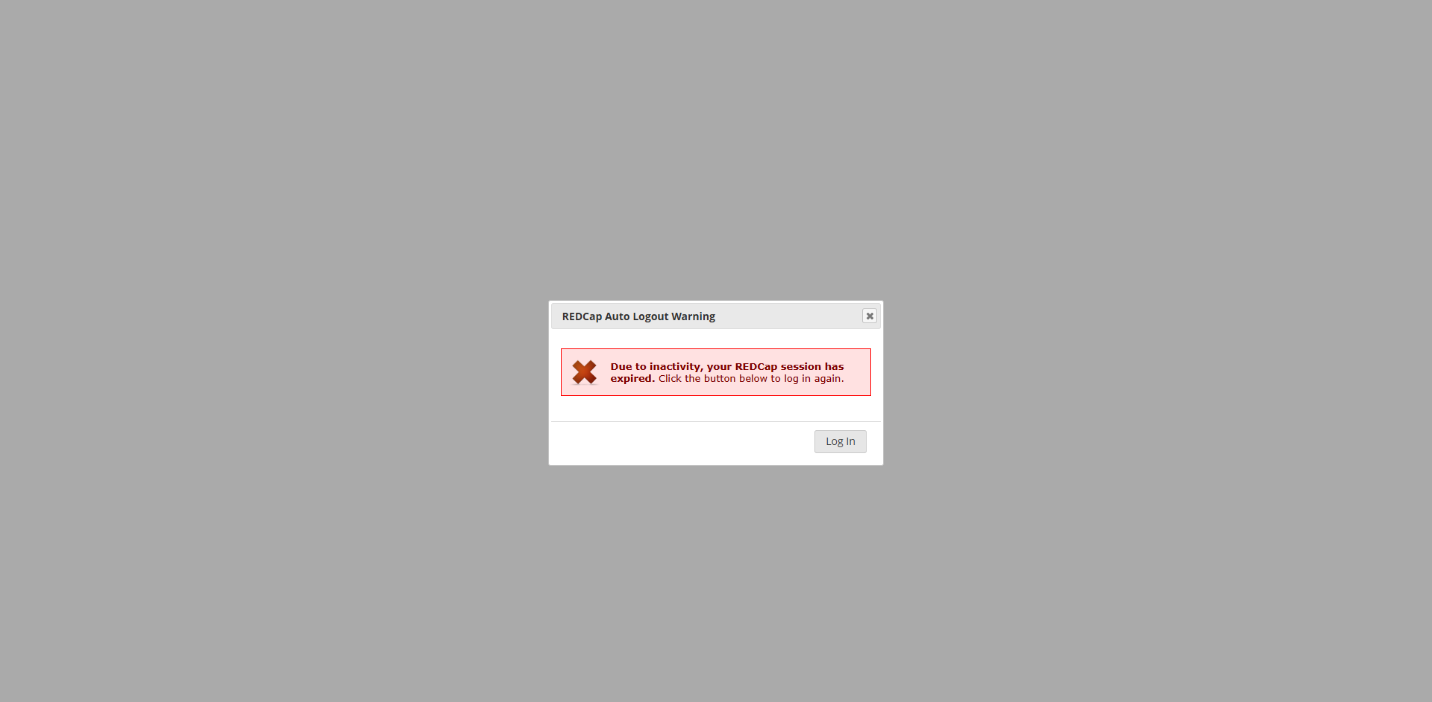 REDCap Auto Logout Warning
Due to inactivity, your REDCap session has
expired. Click the button below to log in again.
Log In